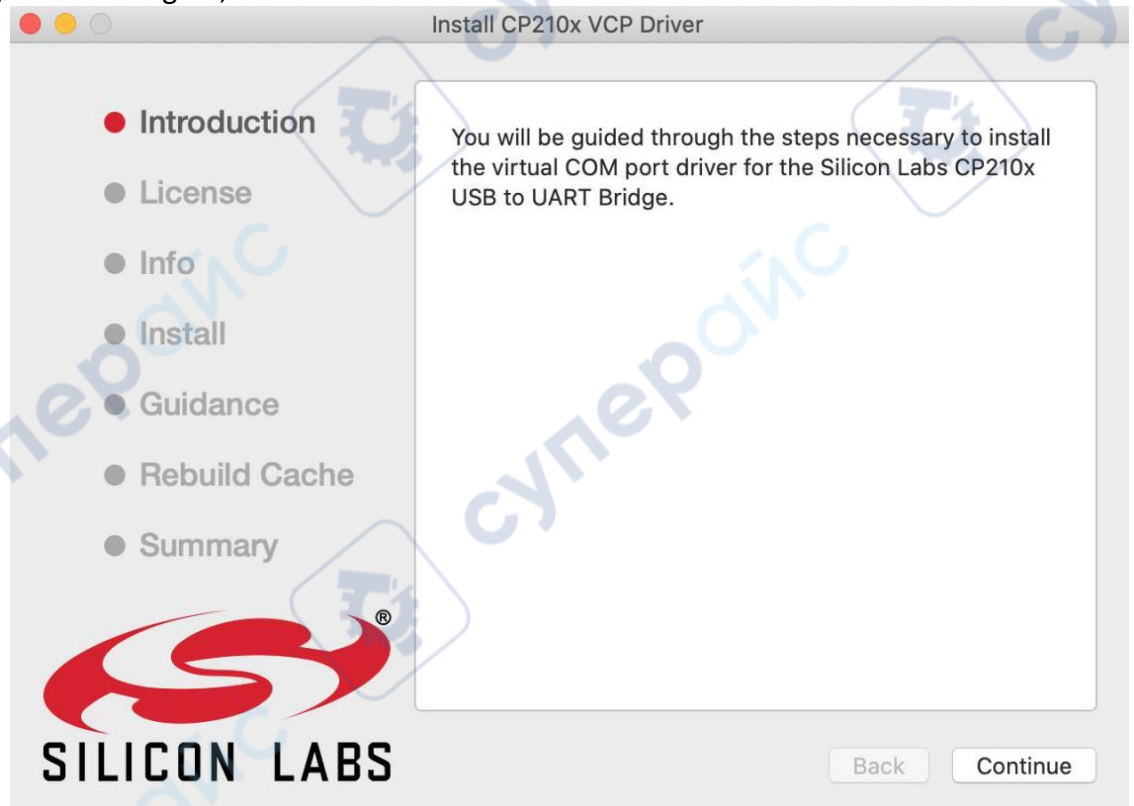 Install CP210x VCP Driver
Introduction
License
Info
Install
Guidance
Rebuild Cache
Summary
You will be guided through the steps necessary to install
the virtual COM port driver for the Silicon Labs CP210x
USB to UART Bridge.
®
SILICON LABS
Back
Continue
суперайс